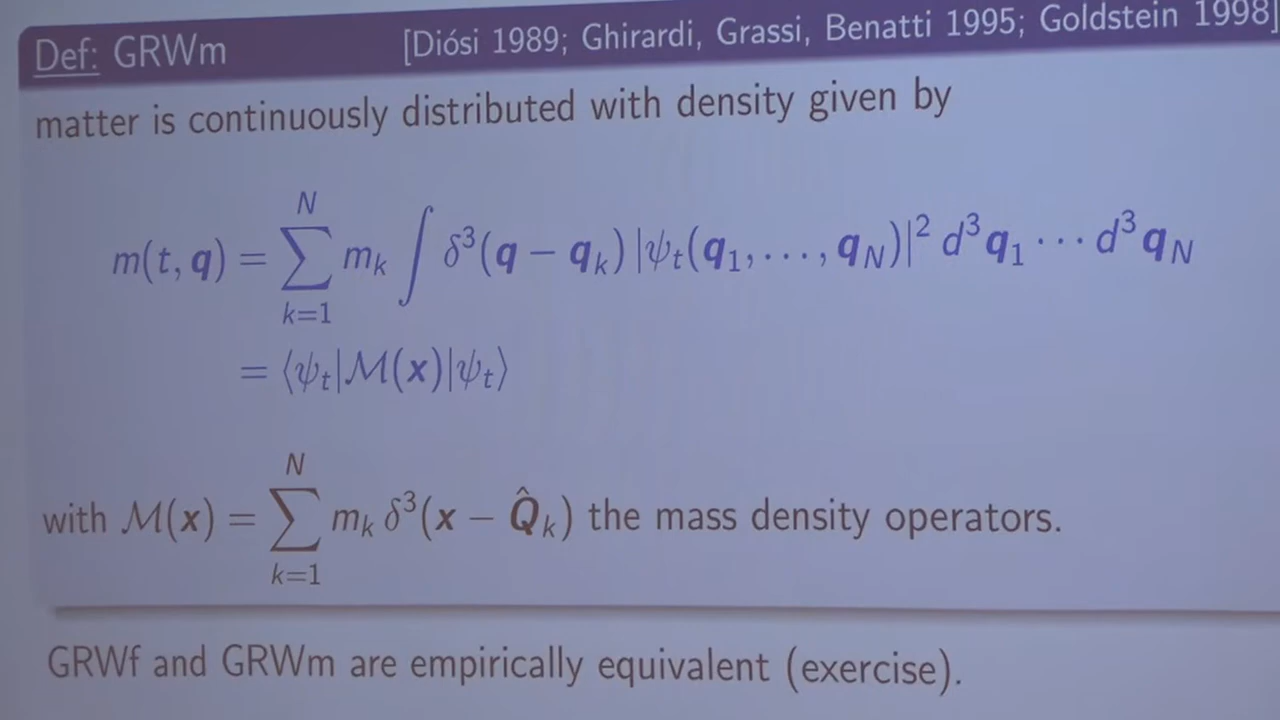 Def: GRWm [Diósi 1989; Ghirardi, Grassi, Benatti 1995; Goldstein 1998]
matter is continuously distributed with density given by
m(t, q) = ∑_{k=1}^{N} m_k ∫ δ³(q − q_k) |ψ_t(q_1, . . . , q_N)|² d³q_1 · · · d³q_N
= ⟨ψ_t|ℳ(x)|ψ_t⟩
with ℳ(x) = ∑_{k=1}^{N} m_k δ³(x − Q̂_k) the mass density operators.
GRWf and GRWm are empirically equivalent (exercise).